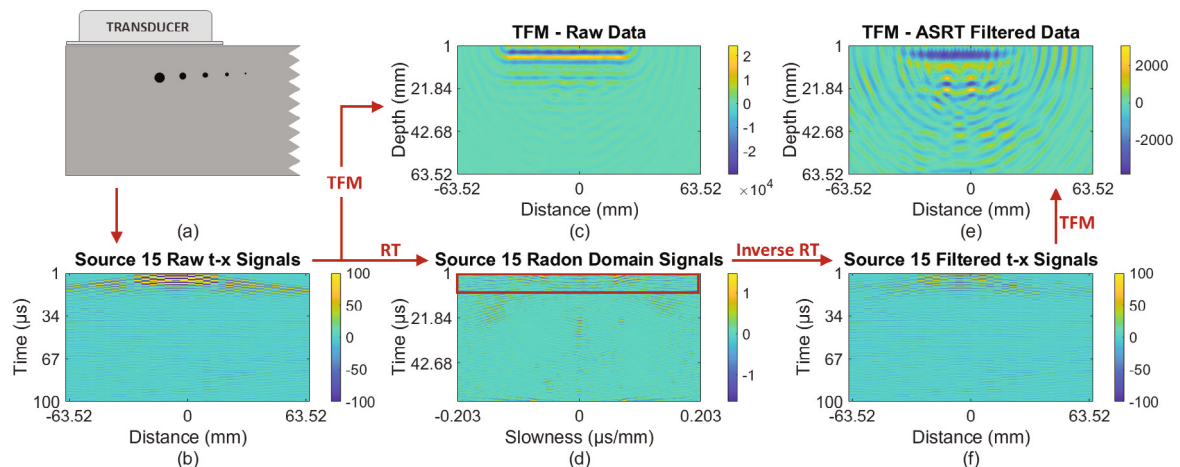 TRANSDUCER
(a)
TFM
TFM - Raw Data
Depth (mm)
1
21.84
42.68
63.52
-63.52
0
63.52
Distance (mm)
2
1
0
-1
-2
× 10⁴
(c)
TFM - ASRT Filtered Data
Depth (mm)
1
21.84
42.68
63.52
-63.52
0
63.52
Distance (mm)
2000
0
-2000
(e)
TFM
Source 15 Raw t-x Signals
Time (µs)
1
34
67
100
-63.52
0
63.52
Distance (mm)
100
50
0
-50
-100
(b)
RT
Source 15 Radon Domain Signals
Time (µs)
1
21.84
42.68
-0.203
0
0.203
Slowness (µs/mm)
1
0
-1
(d)
Inverse RT
Source 15 Filtered t-x Signals
Time (µs)
1
34
67
100
-63.52
0
63.52
Distance (mm)
100
50
0
-50
-100
(f)